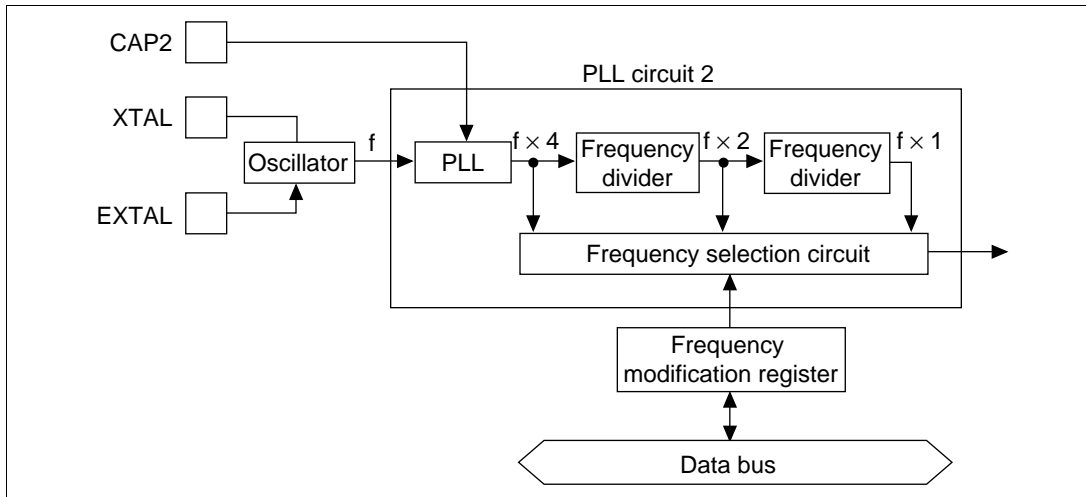 CAP2
PLL circuit 2
XTAL
Oscillator
f
PLL
f × 4
Frequency
divider
f × 2
Frequency
divider
f × 1
EXTAL
Frequency selection circuit
Frequency
modification register
Data bus